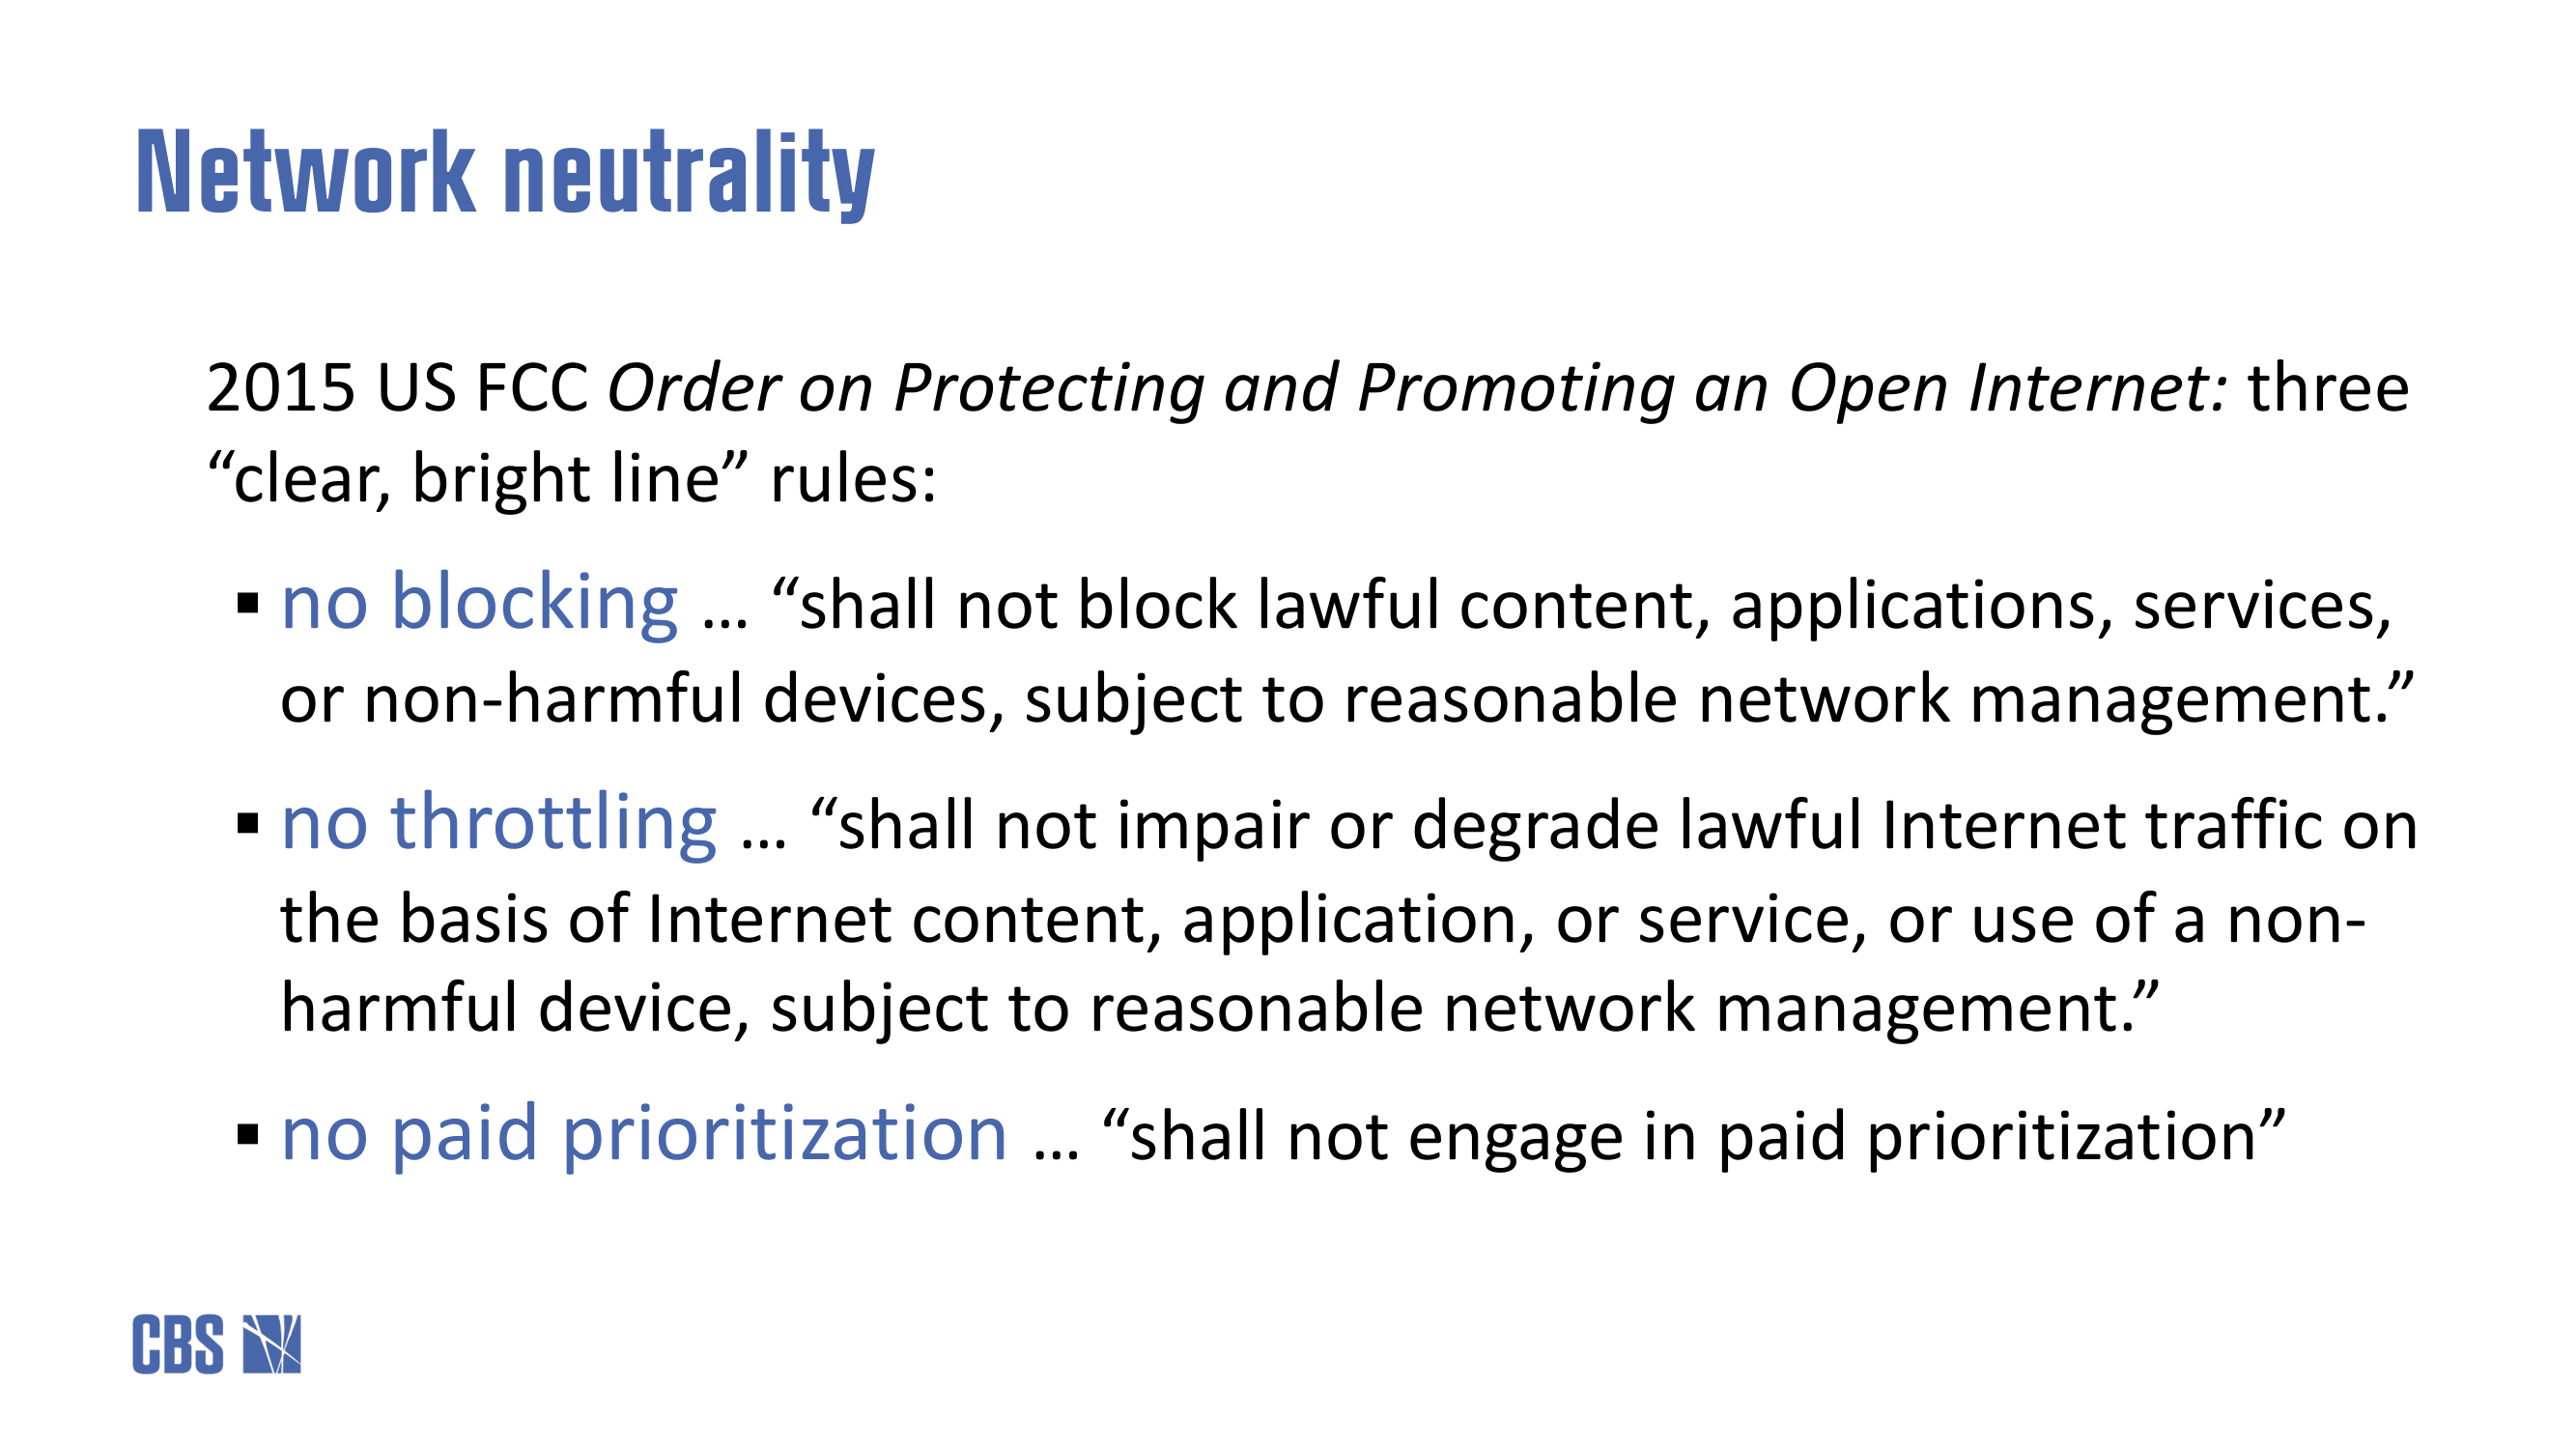 Network neutrality
2015 US FCC Order on Protecting and Promoting an Open Internet: three
“clear, bright line” rules:
▪ no blocking … “shall not block lawful content, applications, services,
or non-harmful devices, subject to reasonable network management.”
▪ no throttling … “shall not impair or degrade lawful Internet traffic on
the basis of Internet content, application, or service, or use of a non-
harmful device, subject to reasonable network management.”
▪ no paid prioritization … “shall not engage in paid prioritization”
CBS